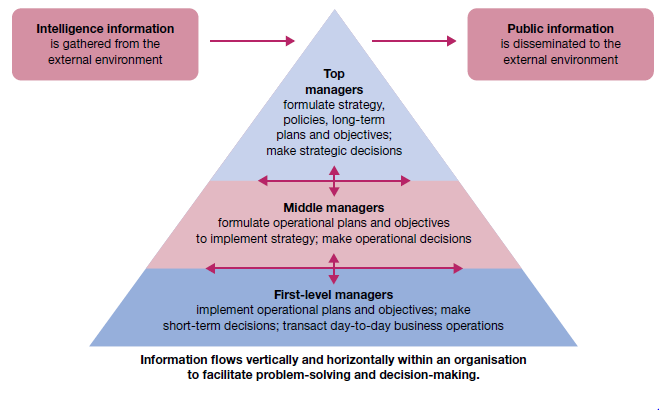 Intelligence information
is gathered from the
external environment
Public information
is disseminated to the
external environment
Top
managers
formulate strategy,
policies, long-term
plans and objectives;
make strategic decisions
Middle managers
formulate operational plans and objectives
to implement strategy; make operational decisions
First-level managers
implement operational plans and objectives; make
short-term decisions; transact day-to-day business operations
Information flows vertically and horizontally within an organisation
to facilitate problem-solving and decision-making.
.